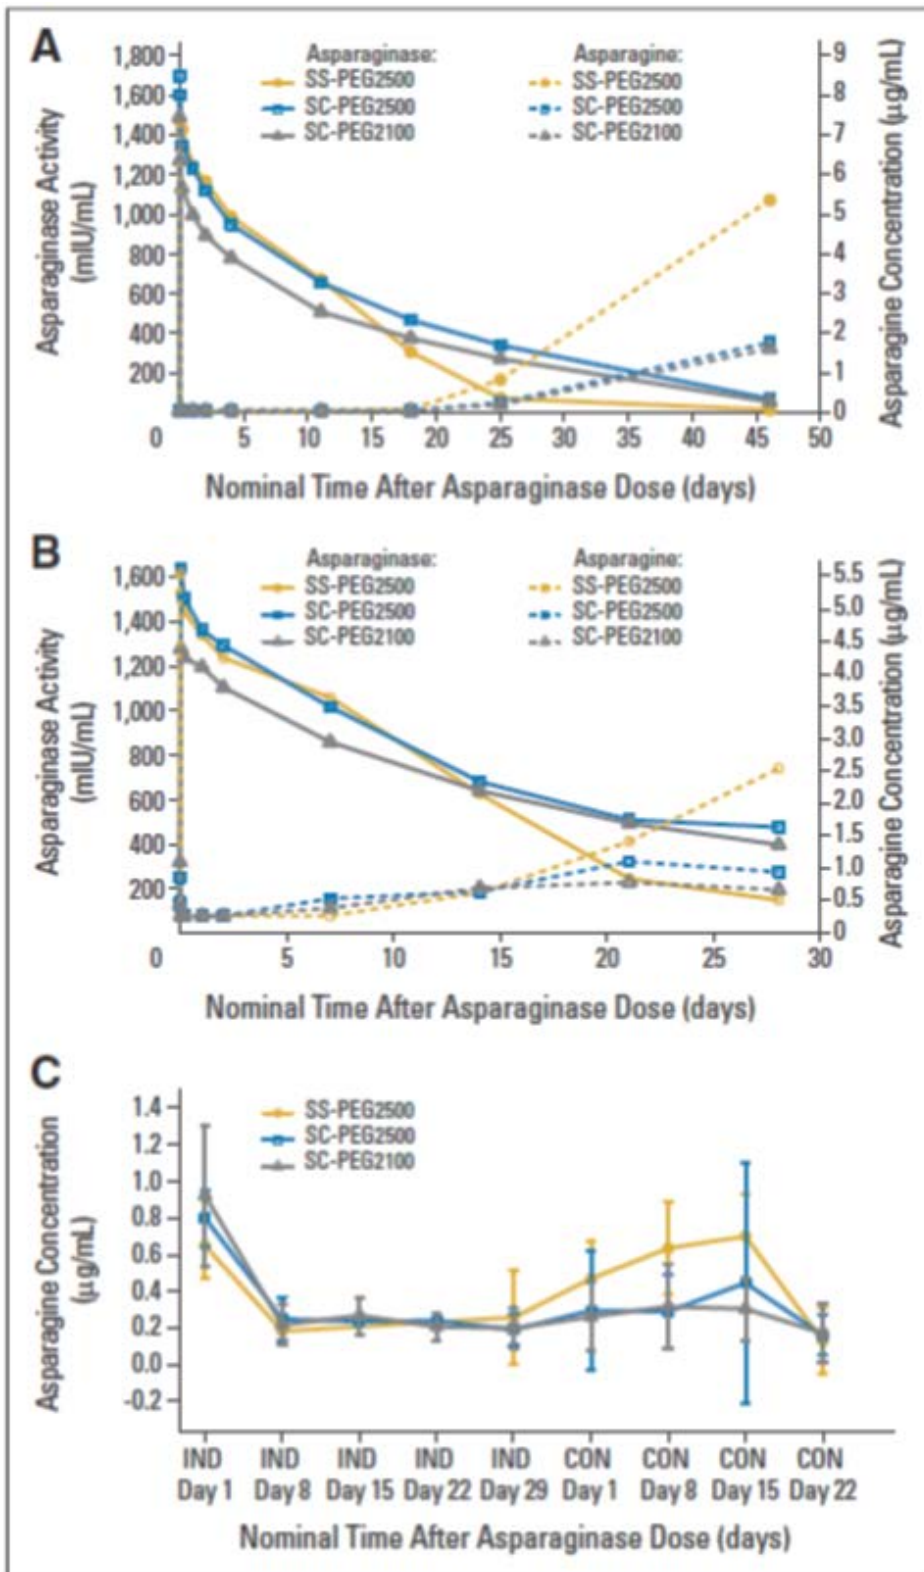 A
Asparaginase: Asparagine:
SS-PEG2500 SS-PEG2500
SC-PEG2500 SC-PEG2500
SC-PEG2100 SC-PEG2100
1,800
1,600
1,400
1,200
1,000
800
600
400
200
9
8
7
6
5
4
3
2
1
0
Asparaginase Activity
(mIU/mL)
Asparagine Concentration (μg/mL)
0 5 10 15 20 25 30 35 40 45 50
Nominal Time After Asparaginase Dose (days)
B
Asparaginase: Asparagine:
SS-PEG2500 SS-PEG2500
SC-PEG2500 SC-PEG2500
SC-PEG2100 SC-PEG2100
1,600
1,400
1,200
1,000
800
600
400
200
5.5
5.0
4.5
4.0
3.5
3.0
2.5
2.0
1.5
1.0
0.5
0
Asparaginase Activity
(mIU/mL)
Asparagine Concentration (μg/mL)
0 5 10 15 20 25 30
Nominal Time After Asparaginase Dose (days)
C
SS-PEG2500
SC-PEG2500
SC-PEG2100
1.4
1.2
1.0
0.8
0.6
0.4
0.2
0.0
-0.2
Asparagine Concentration
(μg/mL)
IND IND IND IND IND CON CON CON CON
Day 1 Day 8 Day 15 Day 22 Day 29 Day 1 Day 8 Day 15 Day 22
Nominal Time After Asparaginase Dose (days)